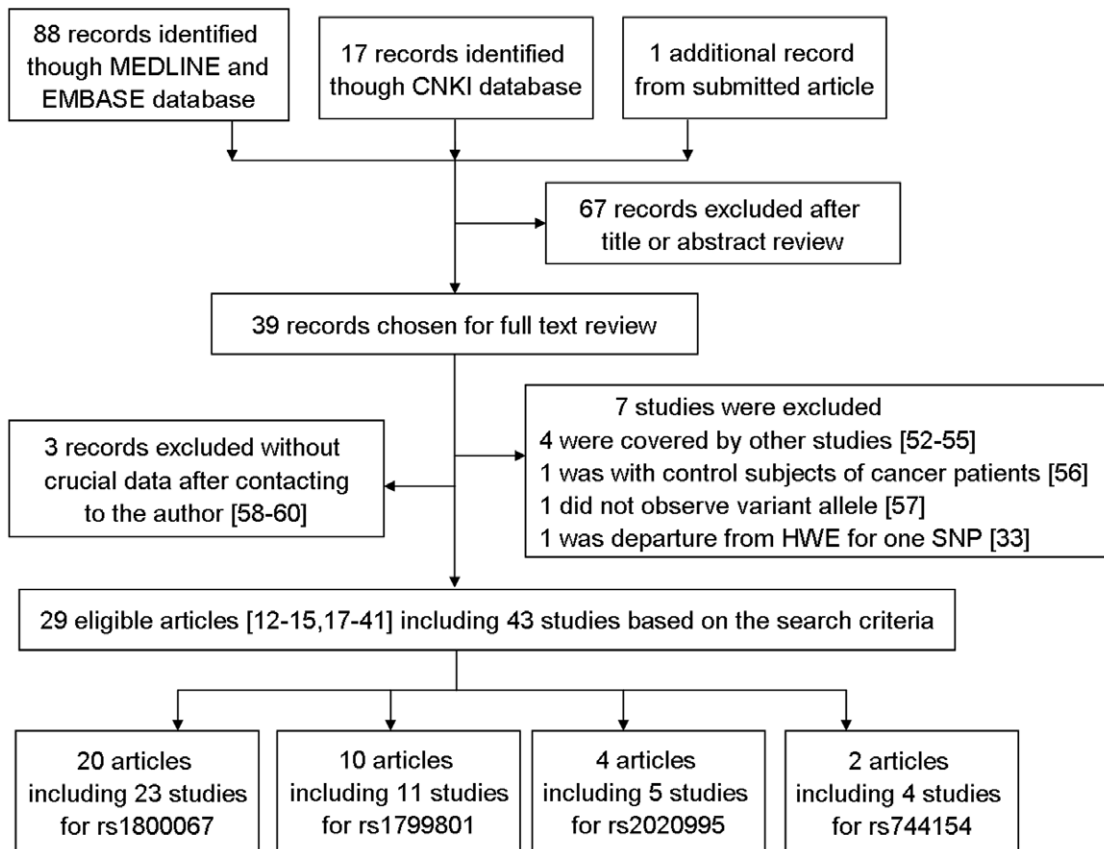 88 records identified
though MEDLINE and
EMBASE database
17 records identified
though CNKI database
1 additional record
from submitted article
67 records excluded after
title or abstract review
39 records chosen for full text review
3 records excluded without
crucial data after contacting
to the author [58-60]
7 studies were excluded
4 were covered by other studies [52-55]
1 was with control subjects of cancer patients [56]
1 did not observe variant allele [57]
1 was departure from HWE for one SNP [33]
29 eligible articles [12-15,17-41] including 43 studies based on the search criteria
20 articles
including 23 studies
for rs1800067
10 articles
including 11 studies
for rs1799801
4 articles
including 5 studies
for rs2020995
2 articles
including 4 studies
for rs744154